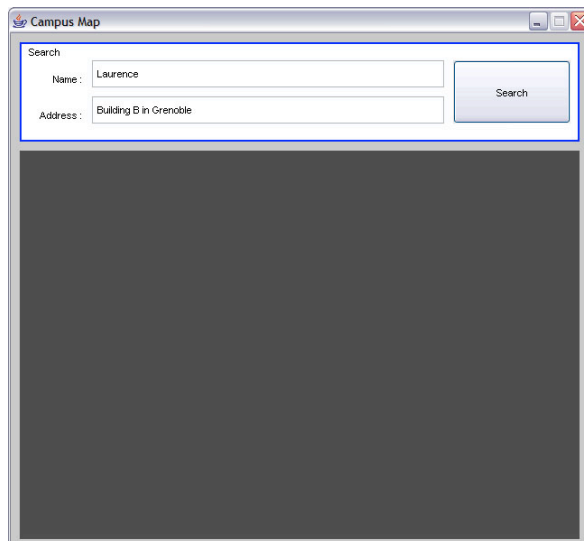 Campus Map
Search
Name : Laurence
Search
Address : Building B in Grenoble